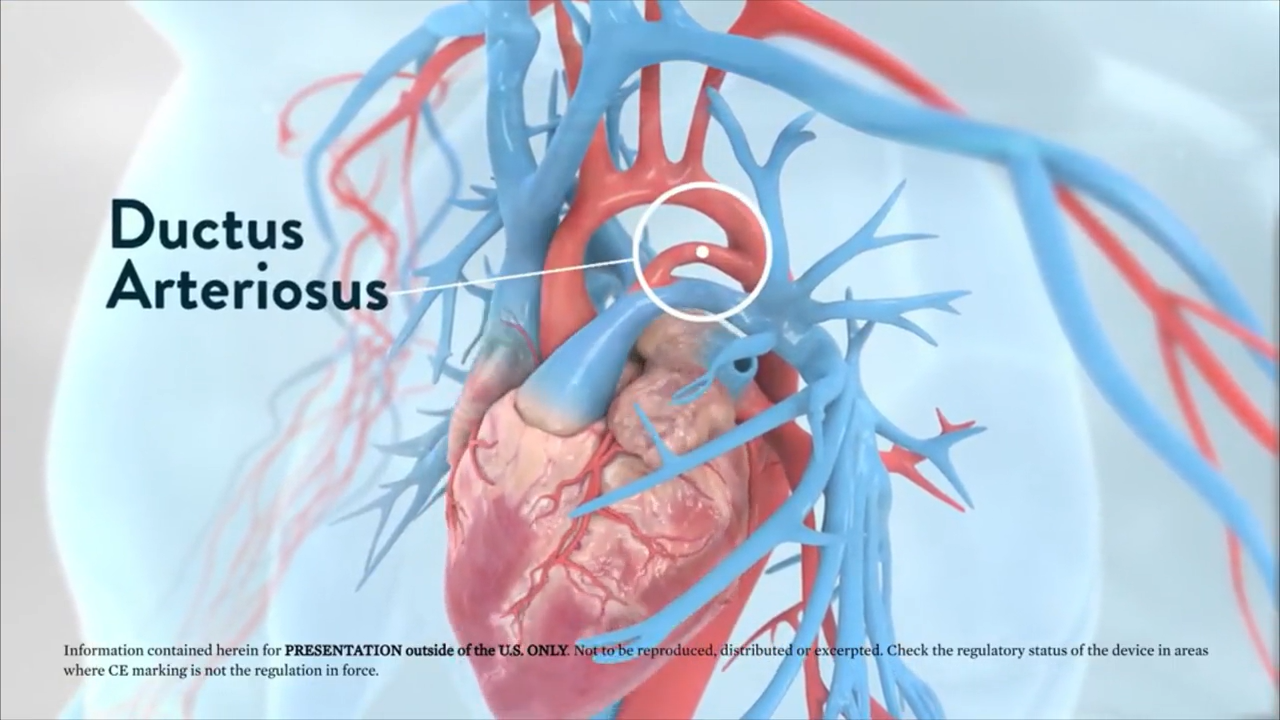 Ductus
Arteriosus
Information contained herein for PRESENTATION outside of the U.S. ONLY. Not to be reproduced, distributed or excerpted. Check the regulatory status of the device in areas
where CE marking is not the regulation in force.